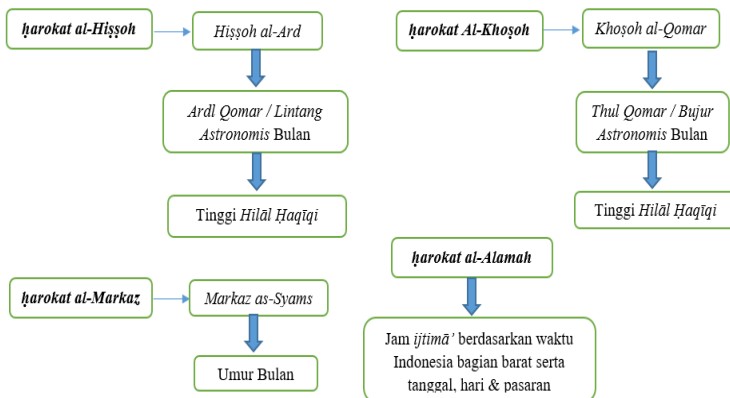 ḥarokat al-Hiṣṣoh
Hiṣṣoh al-Ard
Ardl Qomar / Lintang
Astronomis Bulan
Tinggi Hilāl Ḥaqīqi
ḥarokat Al-Khoṣoh
Khoṣoh al-Qomar
Thul Qomar / Bujur
Astronomis Bulan
Tinggi Hilāl Ḥaqīqi
ḥarokat al-Markaz
Markaz as-Syams
Umur Bulan
ḥarokat al-Alamah
Jam ijtimā’ berdasarkan waktu
Indonesia bagian barat serta
tanggal, hari & pasaran